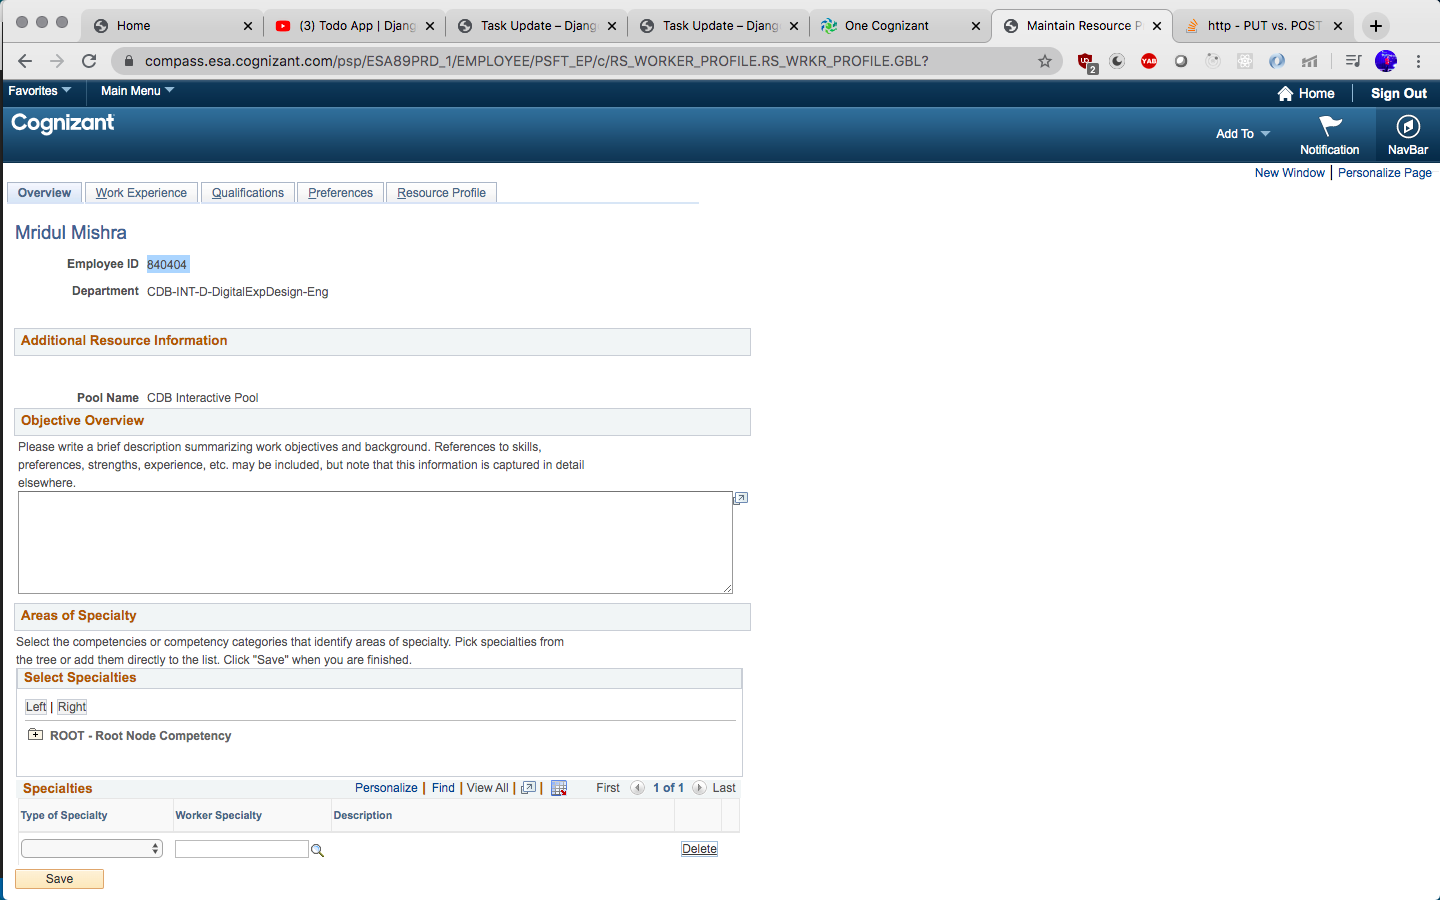 Home
(3) Todo App | Djang
Task Update – Djang
Task Update – Djang
One Cognizant
Maintain Resource P
http - PUT vs. POST
compass.esa.cognizant.com/psp/ESA89PRD_1/EMPLOYEE/PSFT_EP/c/RS_WORKER_PROFILE.RS_WRKR_PROFILE.GBL?
2
YAB
Favorites Main Menu Home Sign Out
Cognizant
Add To Notification NavBar
New Window | Personalize Page
Overview Work Experience Qualifications Preferences Resource Profile
Mridul Mishra
Employee ID 840404
Department CDB-INT-D-DigitalExpDesign-Eng
Additional Resource Information
Pool Name CDB Interactive Pool
Objective Overview
Please write a brief description summarizing work objectives and background. References to skills,
preferences, strengths, experience, etc. may be included, but note that this information is captured in detail
elsewhere.
Areas of Specialty
Select the competencies or competency categories that identify areas of specialty. Pick specialties from
the tree or add them directly to the list. Click "Save" when you are finished.
Select Specialties
Left | Right
ROOT - Root Node Competency
Specialties Personalize | Find | View All | | First 1 of 1 Last
Type of Specialty Worker Specialty Description
Delete
Save